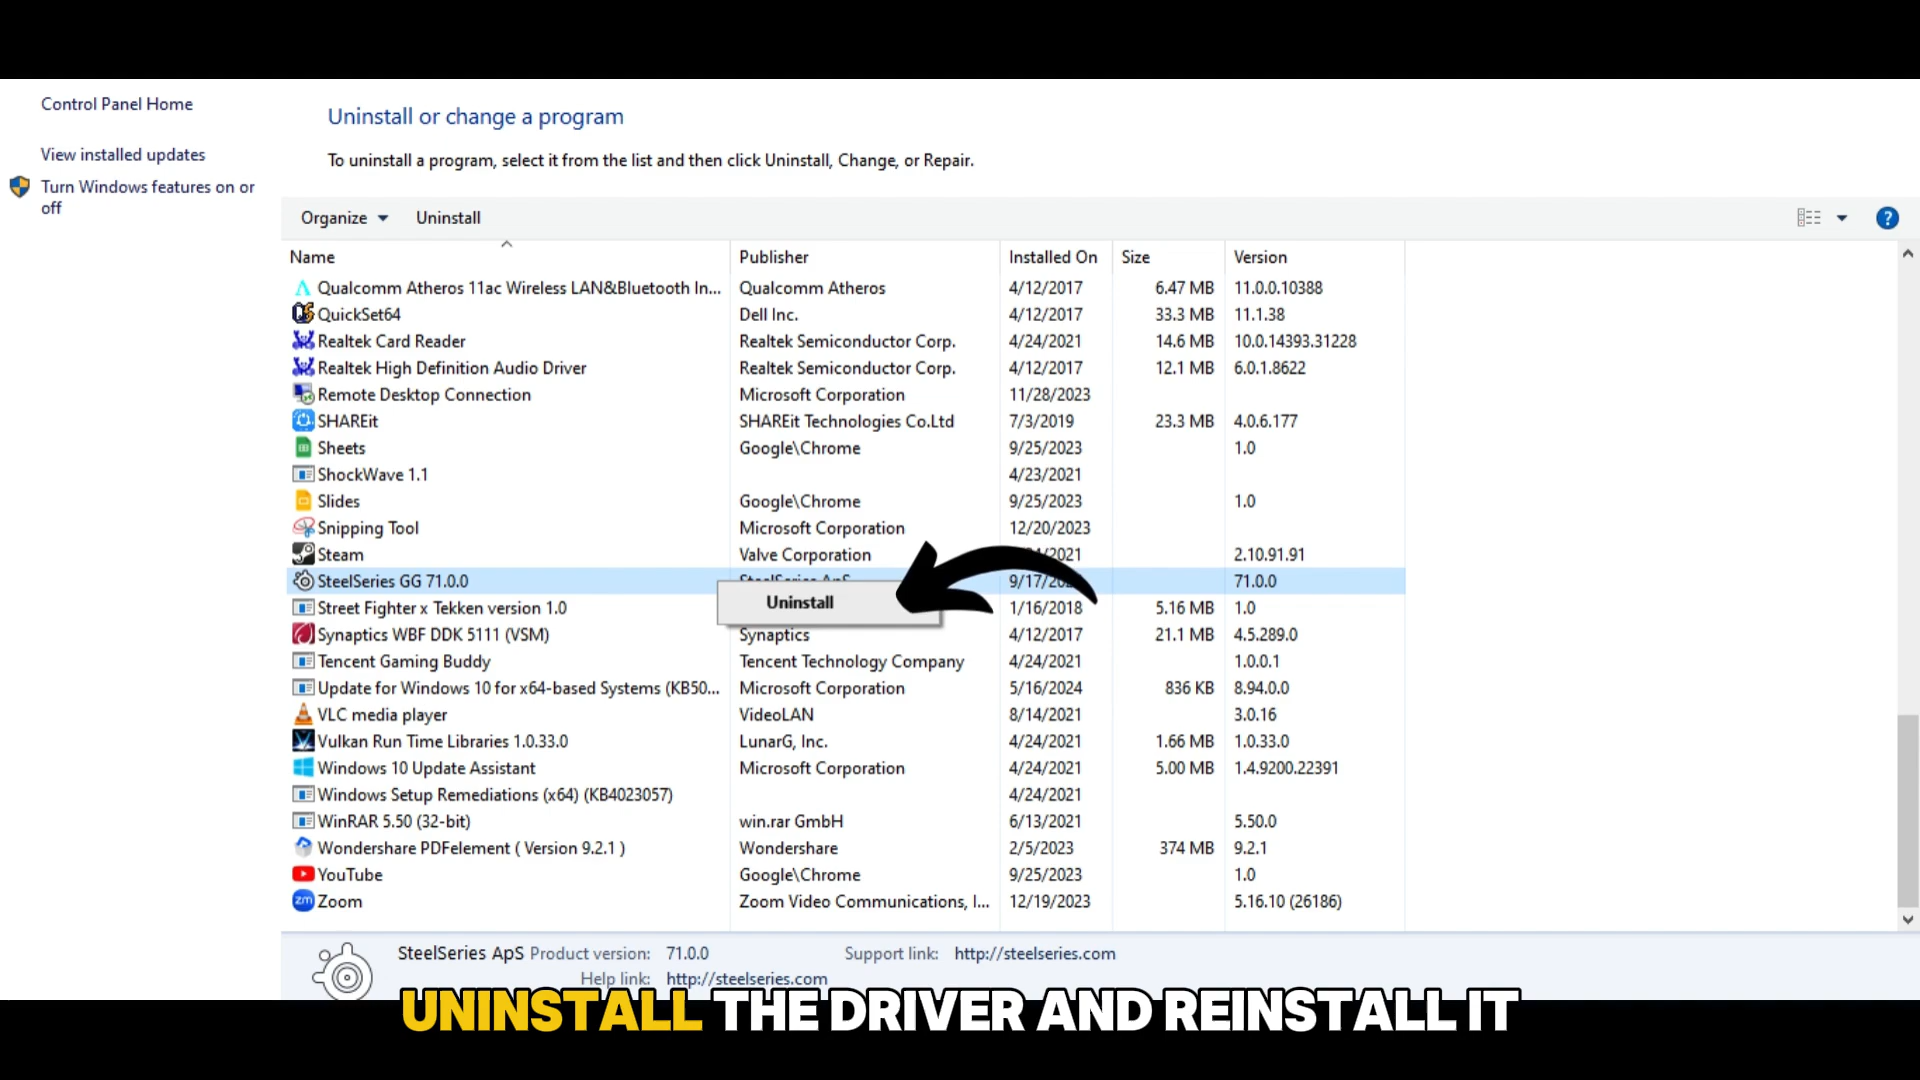 Control Panel Home
View installed updates
Turn Windows features on or
off
Uninstall or change a program
To uninstall a program, select it from the list and then click Uninstall, Change, or Repair.
Organize Uninstall
Name Publisher Installed On Size Version
Qualcomm Atheros 11ac Wireless LAN&Bluetooth In... Qualcomm Atheros 4/12/2017 6.47 MB 11.0.0.10388
QuickSet64 Dell Inc. 4/12/2017 33.3 MB 11.1.38
Realtek Card Reader Realtek Semiconductor Corp. 4/24/2021 14.6 MB 10.0.14393.31228
Realtek High Definition Audio Driver Realtek Semiconductor Corp. 4/12/2017 12.1 MB 6.0.1.8622
Remote Desktop Connection Microsoft Corporation 11/28/2023
SHAREit SHAREit Technologies Co.Ltd 7/3/2019 23.3 MB 4.0.6.177
Sheets Google\Chrome 9/25/2023 1.0
ShockWave 1.1 4/23/2021
Slides Google\Chrome 9/25/2023 1.0
Snipping Tool Microsoft Corporation 12/20/2023
Steam Valve Corporation 2.10.91.91
SteelSeries GG 71.0.0 SteelSeries ApS 71.0.0
Uninstall
Street Fighter x Tekken version 1.0 1/16/2018 5.16 MB 1.0
Synaptics WBF DDK 5111 (VSM) Synaptics 4/12/2017 21.1 MB 4.5.289.0
Tencent Gaming Buddy Tencent Technology Company 4/24/2021 1.0.0.1
Update for Windows 10 for x64-based Systems (KB50... Microsoft Corporation 5/16/2024 836 KB 8.94.0.0
VLC media player VideoLAN 8/14/2021 3.0.16
Vulkan Run Time Libraries 1.0.33.0 LunarG, Inc. 4/24/2021 1.66 MB 1.0.33.0
Windows 10 Update Assistant Microsoft Corporation 4/24/2021 5.00 MB 1.4.9200.22391
Windows Setup Remediations (x64) (KB4023057) 4/24/2021
WinRAR 5.50 (32-bit) win.rar GmbH 6/13/2021 5.50.0
Wondershare PDFelement ( Version 9.2.1 ) Wondershare 2/5/2023 374 MB 9.2.1
YouTube Google\Chrome 9/25/2023 1.0
zm Zoom Zoom Video Communications, I... 12/19/2023 5.16.10 (26186)
SteelSeries ApS Product version: 71.0.0 Support link: http://steelseries.com
Help link: http://steelseries.com
UNINSTALL THE DRIVER AND REINSTALL IT